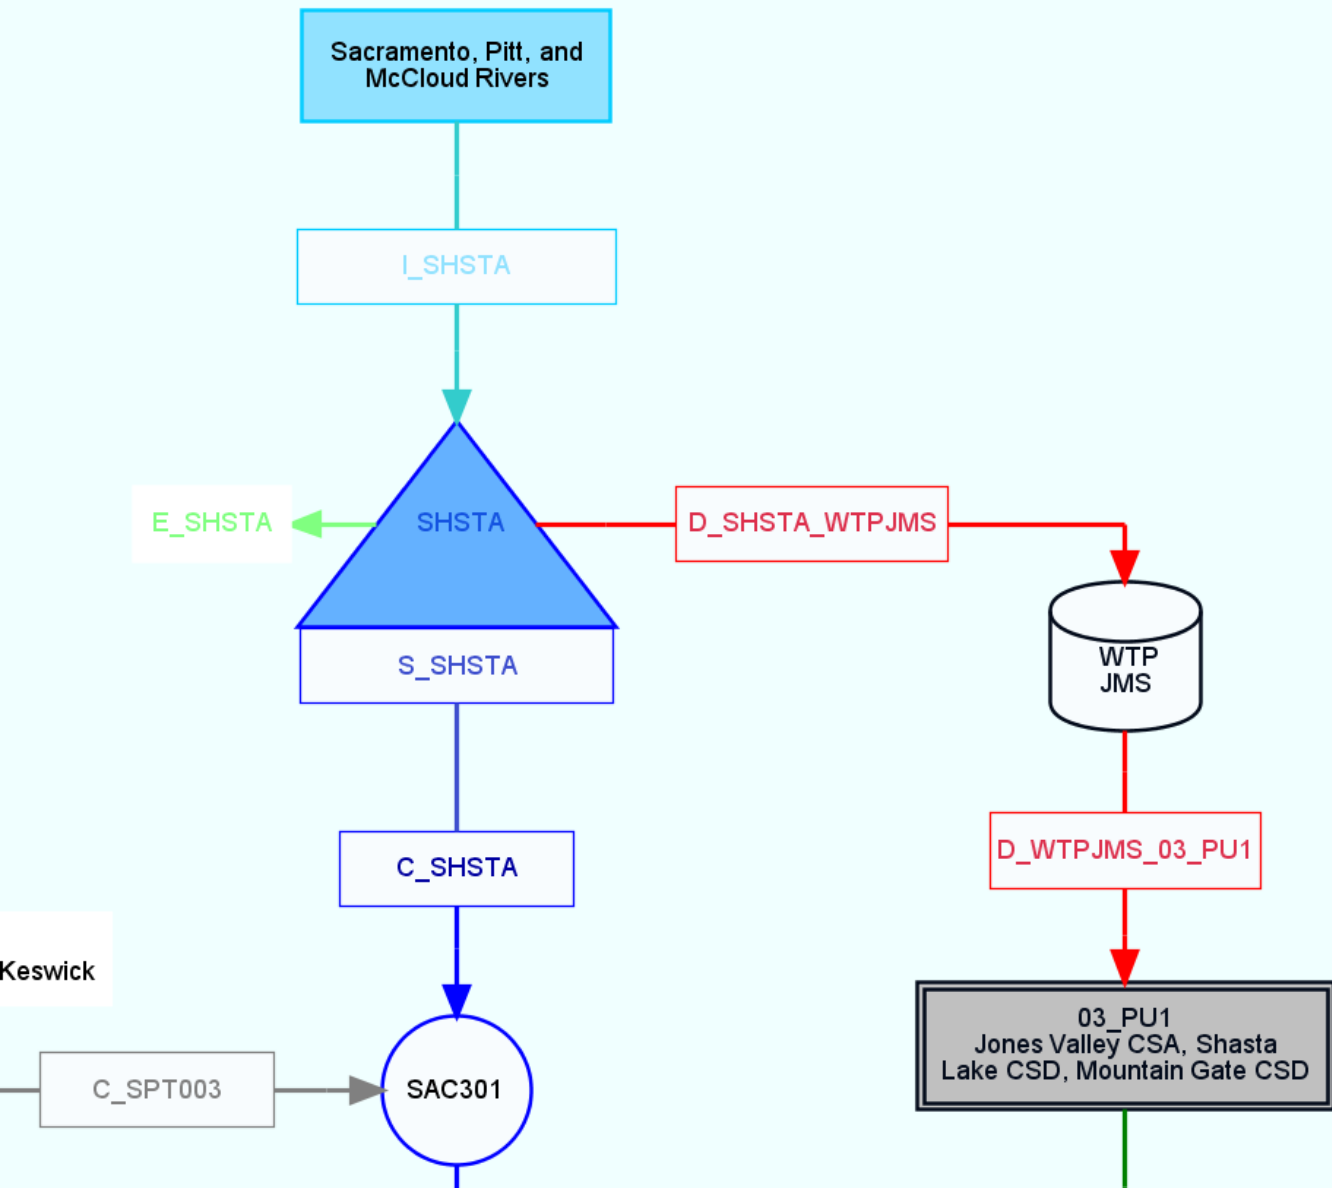 Sacramento, Pitt, and
McCloud Rivers
I_SHSTA
E_SHSTA
SHSTA
D_SHSTA_WTPJMS
S_SHSTA
WTP
JMS
C_SHSTA
D_WTPJMS_03_PU1
Keswick
03_PU1
Jones Valley CSA, Shasta
Lake CSD, Mountain Gate CSD
C_SPT003
SAC301